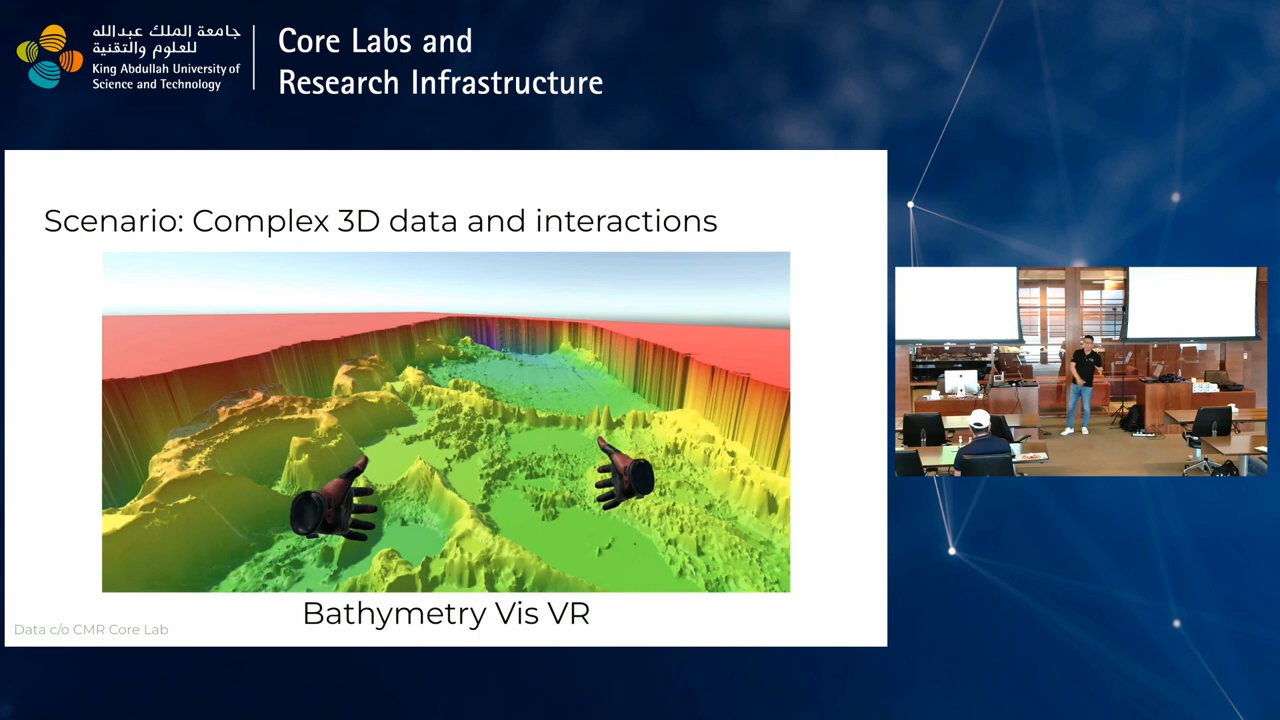 جامعة الملك عبدالله
للعلوم والتقنية
King Abdullah University of
Science and Technology
Core Labs and
Research Infrastructure
Scenario: Complex 3D data and interactions
Bathymetry Vis VR
Data c/o CMR Core Lab